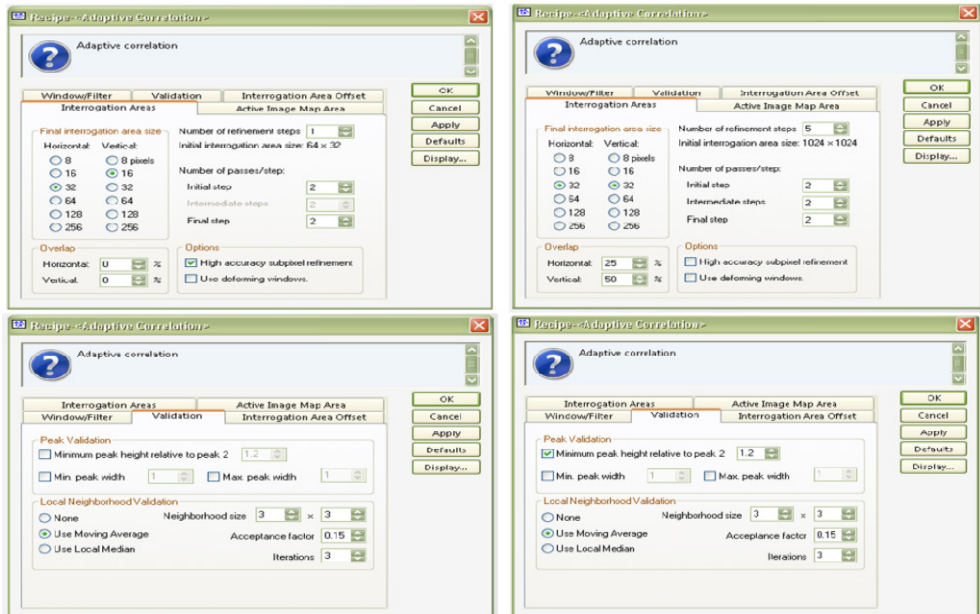 Recipe-<Adaptive Correlation>
Adaptive correlation
Window/Filter Validation Interrogation Area Offset
Interrogation Areas Active Image Map Area
OK
Cancel
Apply
Defaults
Display...
Final interrogation area size
Horizontal: Vertical:
8 8 pixels
16 16
32 32
64 64
128 128
256 256
Number of refinement steps 1
Initial interrogation area size: 64 × 32
Number of passes/step:
Initial step 2
Intermediate steps 2
Final step 2
Overlap
Horizontal: 0 %
Vertical: 0 %
Options
High accuracy subpixel refinement
Use deforming windows.
Recipe-<Adaptive Correlation>
Adaptive correlation
Window/Filter Validation Interrogation Area Offset
Interrogation Areas Active Image Map Area
OK
Cancel
Apply
Defaults
Display...
Final interrogation area size
Horizontal: Vertical:
8 8 pixels
16 16
32 32
64 64
128 128
256 256
Number of refinement steps 5
Initial interrogation area size: 1024 × 1024
Number of passes/step:
Initial step 2
Intermediate steps 2
Final step 2
Overlap
Horizontal: 25 %
Vertical: 50 %
Options
High accuracy subpixel refinement
Use deforming windows.
Recipe-<Adaptive Correlation>
Adaptive correlation
Interrogation Areas Active Image Map Area
Window/Filter Validation Interrogation Area Offset
OK
Cancel
Apply
Defaults
Display...
Peak Validation
Minimum peak height relative to peak 2 1.2
Min. peak width 1 Max. peak width 1
Local Neighborhood Validation
None
Use Moving Average
Use Local Median
Neighborhood size 3 × 3
Acceptance factor 0.15
Iterations 3
Recipe-<Adaptive Correlation>
Adaptive correlation
Interrogation Areas Active Image Map Area
Window/Filter Validation Interrogation Area Offset
OK
Cancel
Apply
Defaults
Display...
Peak Validation
Minimum peak height relative to peak 2 1.2
Min. peak width 1 Max. peak width 1
Local Neighborhood Validation
None
Use Moving Average
Use Local Median
Neighborhood size 3 × 3
Acceptance factor 0.15
Iterations 3